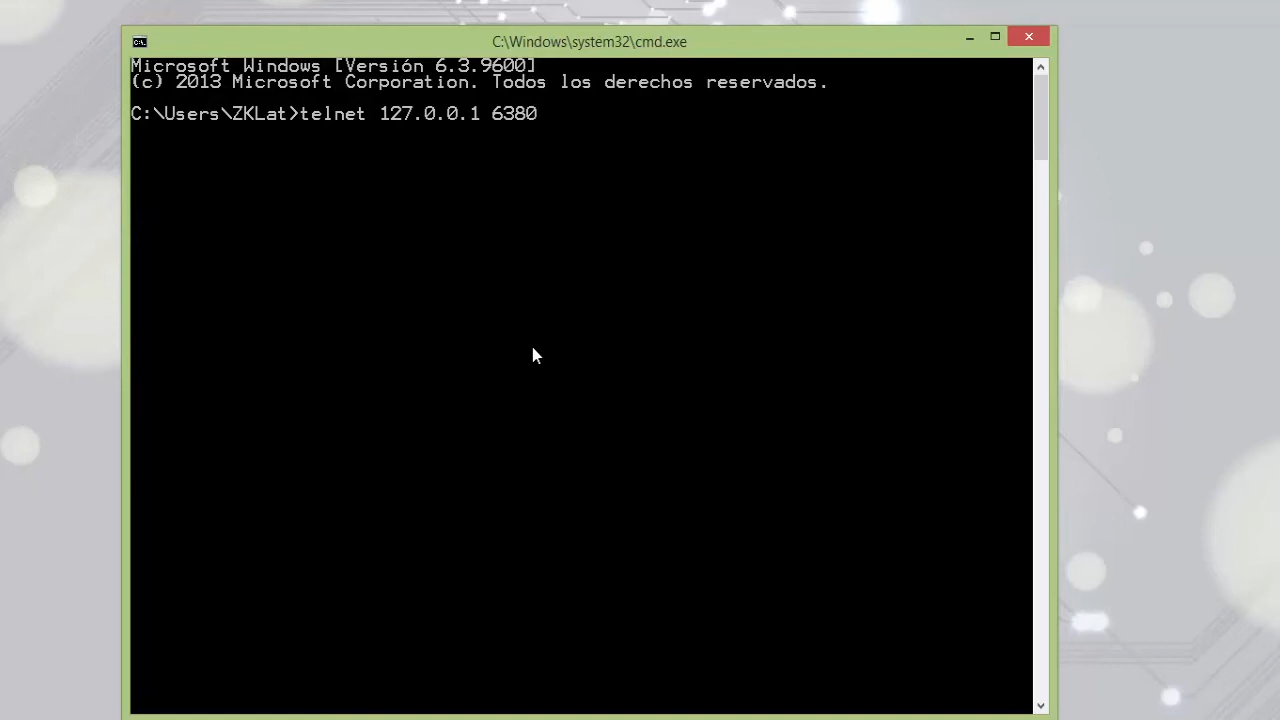 C:\Windows\system32\cmd.exe
Microsoft Windows [Versión 6.3.9600]
(c) 2013 Microsoft Corporation. Todos los derechos reservados.
C:\Users\ZKLat>telnet 127.0.0.1 6380